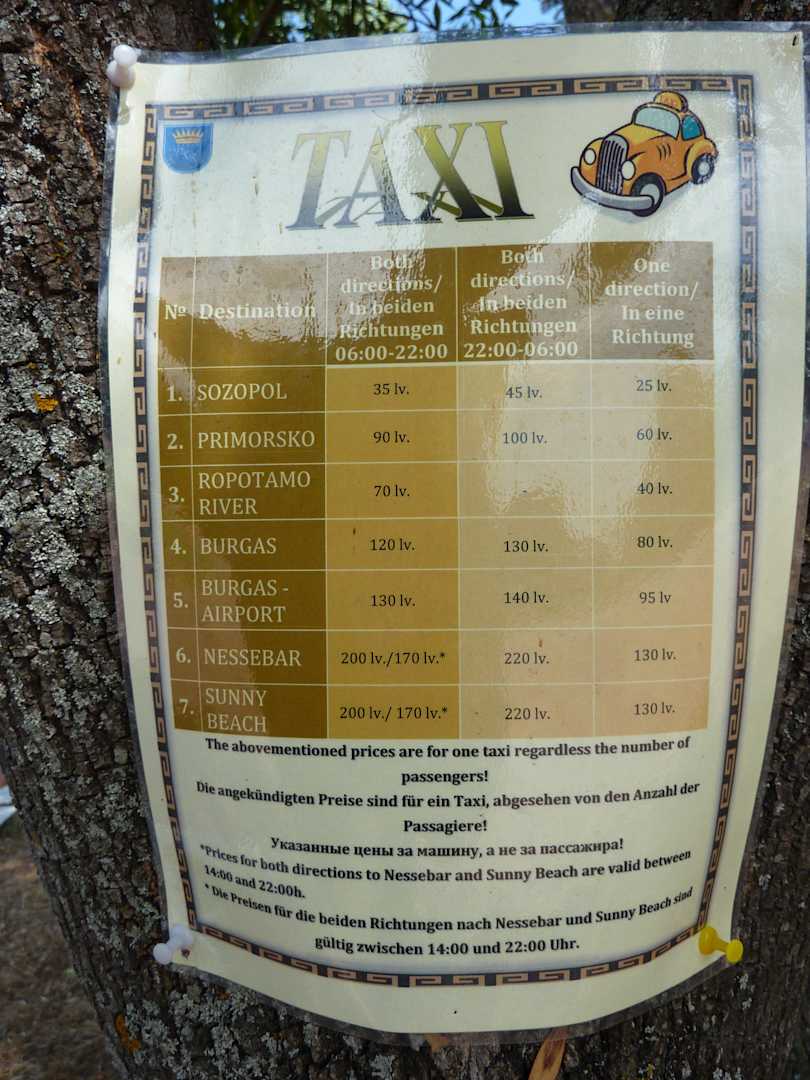 TAXI
№ Destination Both directions/ In beiden Richtungen 06:00-22:00 Both directions/ In beiden Richtungen 22:00-06:00 One direction/ In eine Richtung
1. SOZOPOL 35 lv. 45 lv. 25 lv.
2. PRIMORSKO 90 lv. 100 lv. 60 lv.
3. ROPOTAMO RIVER 70 lv. - 40 lv.
4. BURGAS 120 lv. 130 lv. 80 lv.
5. BURGAS - AIRPORT 130 lv. 140 lv. 95 lv
6. NESSEBAR 200 lv./170 lv.* 220 lv. 130 lv.
7. SUNNY BEACH 200 lv./ 170 lv.* 220 lv. 130 lv.
The abovementioned prices are for one taxi regardless the number of
passengers!
Die angekündigten Preise sind für ein Taxi, abgesehen von den Anzahl der
Passagiere!
Указанные цены за машину, а не за пассажира!
*Prices for both directions to Nessebar and Sunny Beach are valid between
14:00 and 22:00h.
* Die Preisen für die beiden Richtungen nach Nessebar und Sunny Beach sind
gültig zwischen 14:00 und 22:00 Uhr.